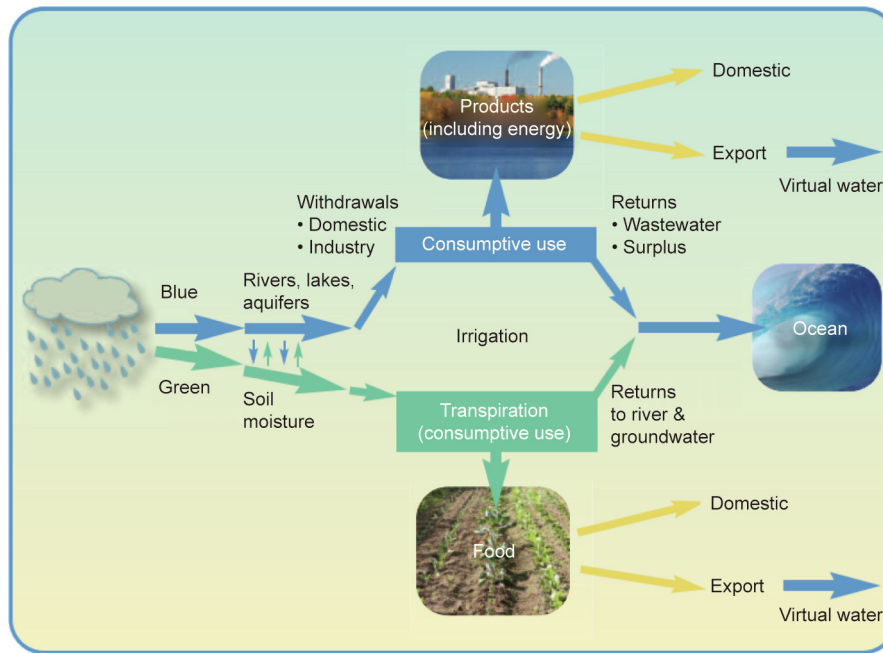 Products
(including energy)
Domestic
Export
Virtual water
Withdrawals
• Domestic
• Industry
Consumptive use
Returns
• Wastewater
• Surplus
Blue
Rivers, lakes,
aquifers
Irrigation
Ocean
Green
Soil
moisture
Transpiration
(consumptive use)
Returns
to river &
groundwater
Food
Domestic
Export
Virtual water